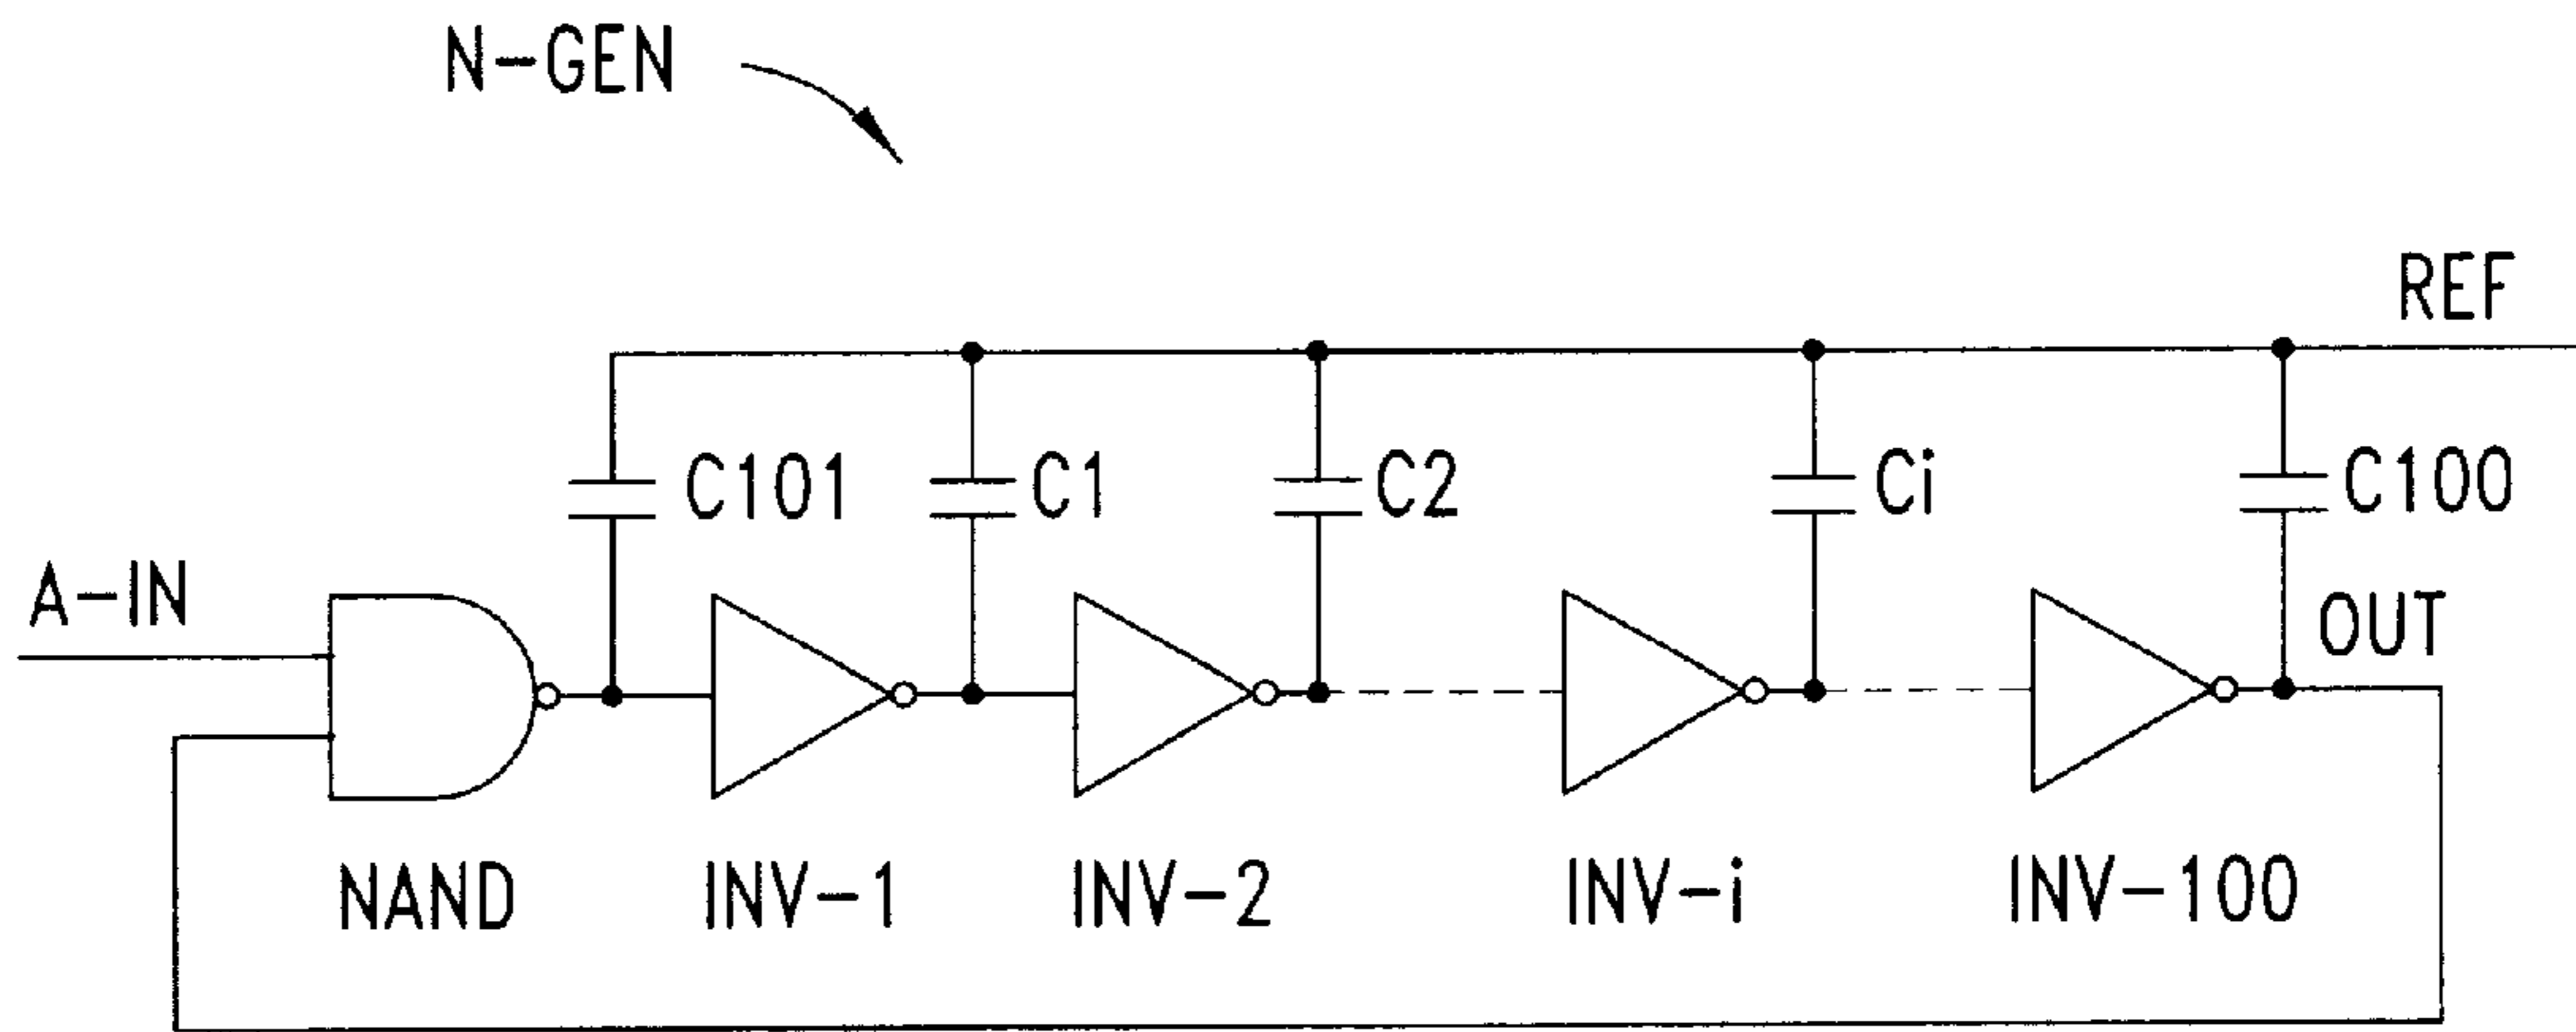 N-GEN
REF
C101
C1
C2
Ci
C100
A-IN
OUT
NAND
INV-1
INV-2
INV-i
INV-100